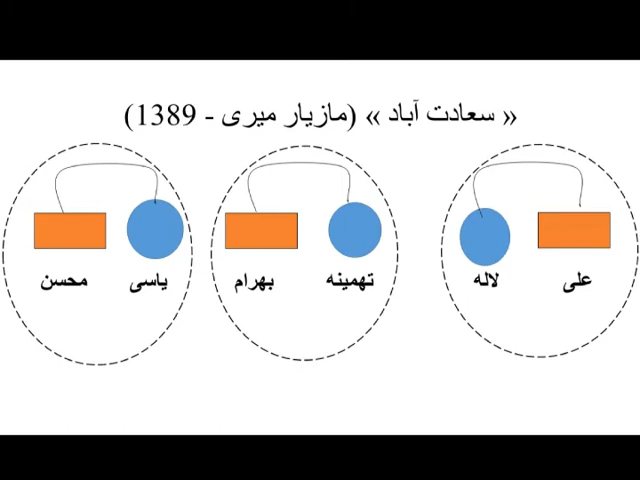 « سعادت آباد » (مازیار میری - 1389)
علی لاله تهمینه بهرام یاسی محسن